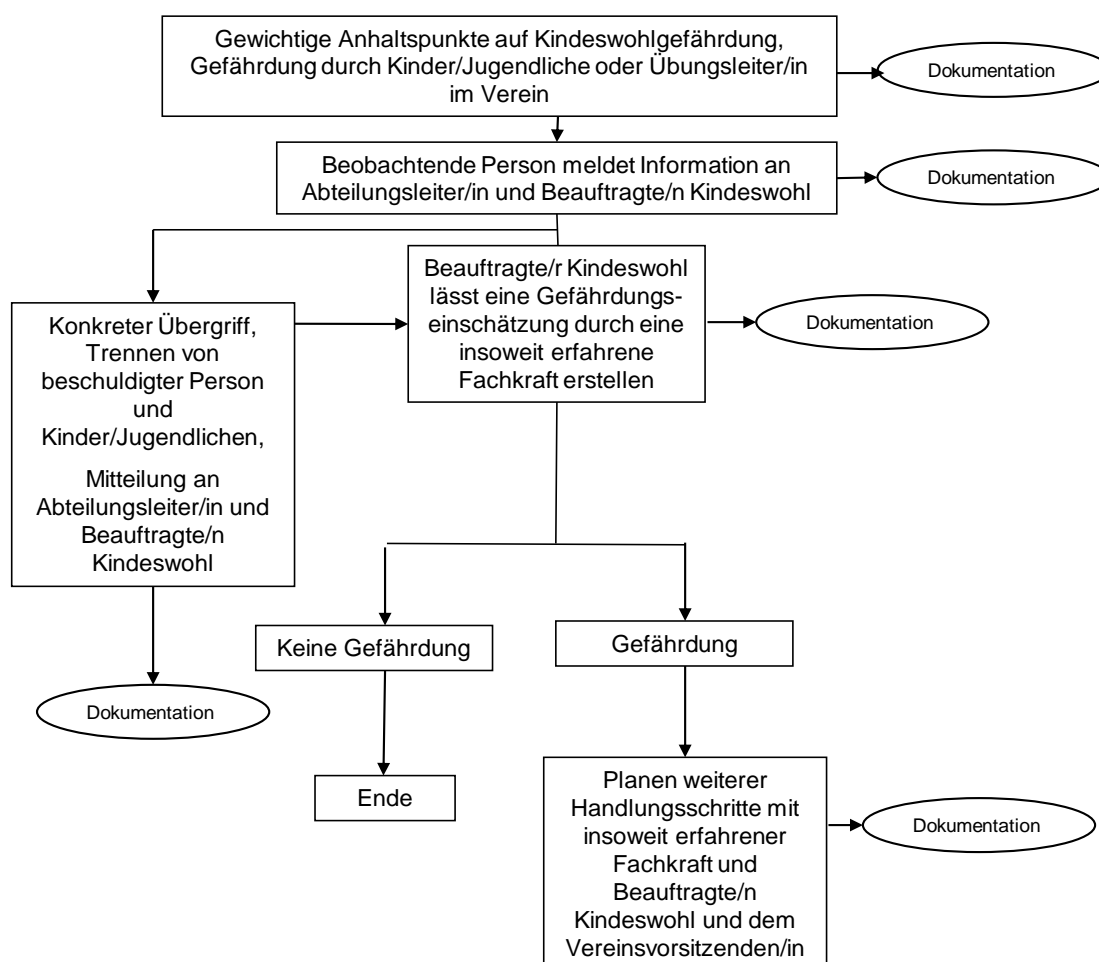 Gewichtige Anhaltspunkte auf Kindeswohlgefährdung,
Gefährdung durch Kinder/Jugendliche oder Übungsleiter/in
im Verein
Dokumentation
Beobachtende Person meldet Information an
Abteilungsleiter/in und Beauftragte/n Kindeswohl
Dokumentation
Beauftragte/r Kindeswohl
lässt eine Gefährdungs-
einschätzung durch eine
insoweit erfahrene
Fachkraft erstellen
Dokumentation
Konkreter Übergriff,
Trennen von
beschuldigter Person
und
Kinder/Jugendlichen,
Mitteilung an
Abteilungsleiter/in und
Beauftragte/n
Kindeswohl
Dokumentation
Keine Gefährdung
Gefährdung
Ende
Planen weiterer
Handlungsschritte mit
insoweit erfahrener
Fachkraft und
Beauftragte/n
Kindeswohl und dem
Vereinsvorsitzenden/in
Dokumentation